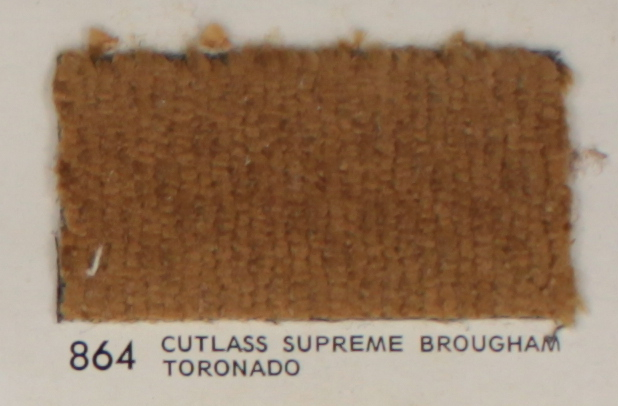 864 CUTLASS SUPREME BROUGHAM
TORONADO